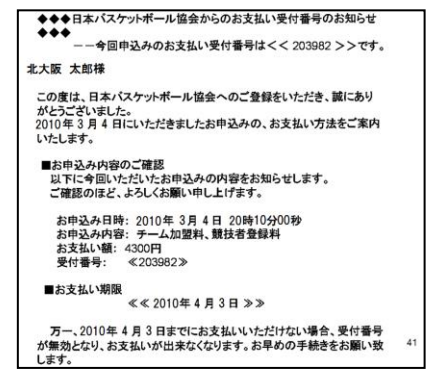 ◆◆◆日本バスケットボール協会からのお支払い受付番号のお知らせ
◆◆◆
－－今回申込みのお支払い受付番号は＜＜ 203982 ＞＞です。
北大阪 太郎様
この度は、日本バスケットボール協会へのご登録をいただき、誠にあり
がとうございました。
2010年 3 月 4 日にいただきましたお申込みの、お支払い方法をご案内
いたします。
■お申込み内容のご確認
以下に今回いただいたお申込みの内容をお知らせします。
ご確認のほど、よろしくお願い申し上げます。
お申込み日時: 2010年 3月 4日 20時10分00秒
お申込み内容: チーム加盟料、競技者登録料
お支払い額: 4300円
受付番号: ≪203982≫
■お支払い期限
≪≪ 2010年 4 月 3 日 ≫≫
万一、2010年 4 月 3 日までにお支払いいただけない場合、受付番号
が無効となり、お支払いが出来なくなります。お早めの手続きをお願い致
します。
41